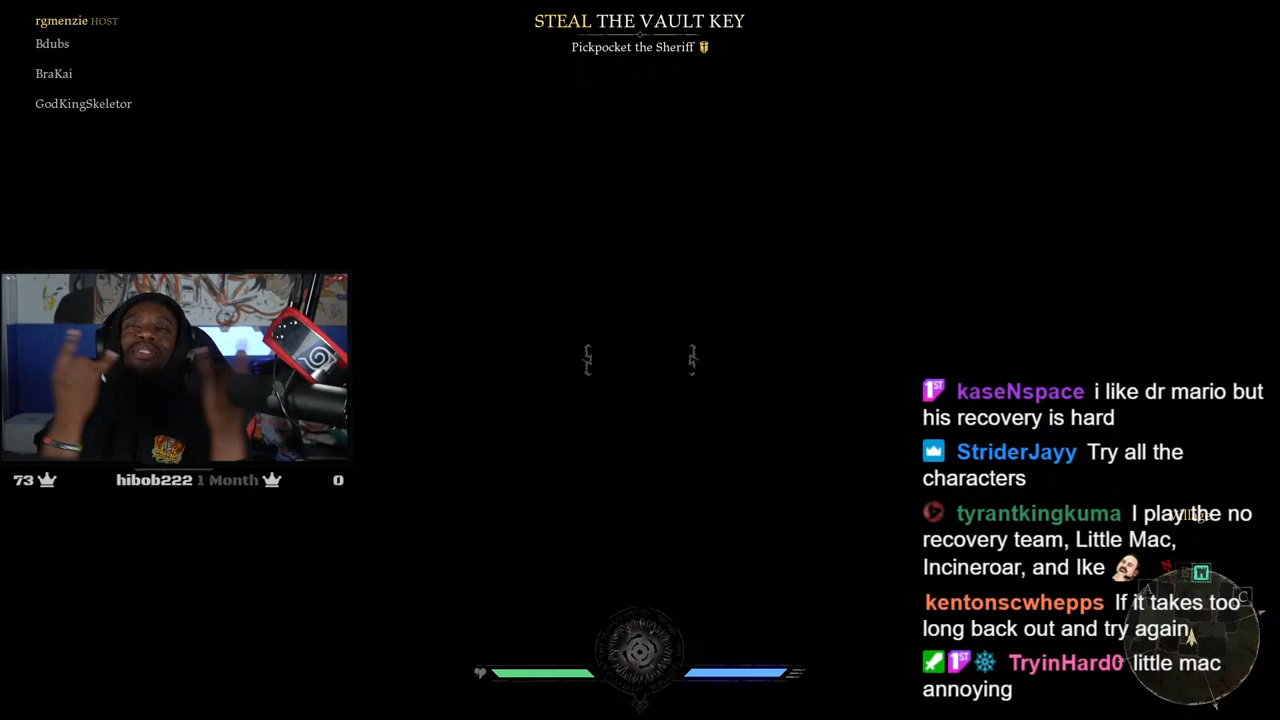 rgmenzie HOST
Bdubs
BraKai
GodKingSkeletor
STEAL THE VAULT KEY
Pickpocket the Sheriff
73
hibob222 1 Month
0
1ST kaseNspace i like dr mario but
his recovery is hard
StriderJayy Try all the
characters
tyrantkingkuma I play the no
recovery team, Little Mac,
Incineroar, and Ike
kentonscwhepps If it takes too
long back out and try again
1ST TryinHard0 little mac
annoying
Village
A
C